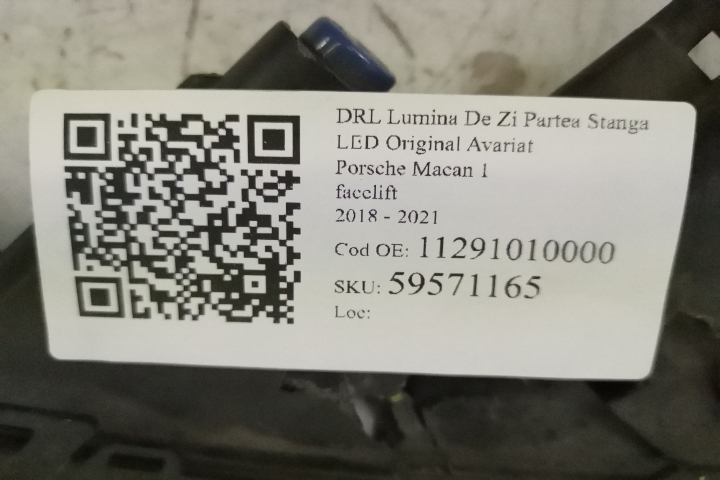 DRL Lumina De Zi Partea Stanga
LED Original Avariat
Porsche Macan 1
facelift
2018 - 2021
Cod OE: 11291010000
SKU: 59571165
Loc: